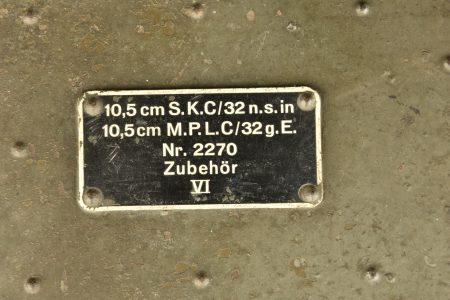 10,5 cm S.K.C/32 n.s.in
10,5 cm M.P.L.C/32 g.E.
Nr. 2270
Zubehör
VI